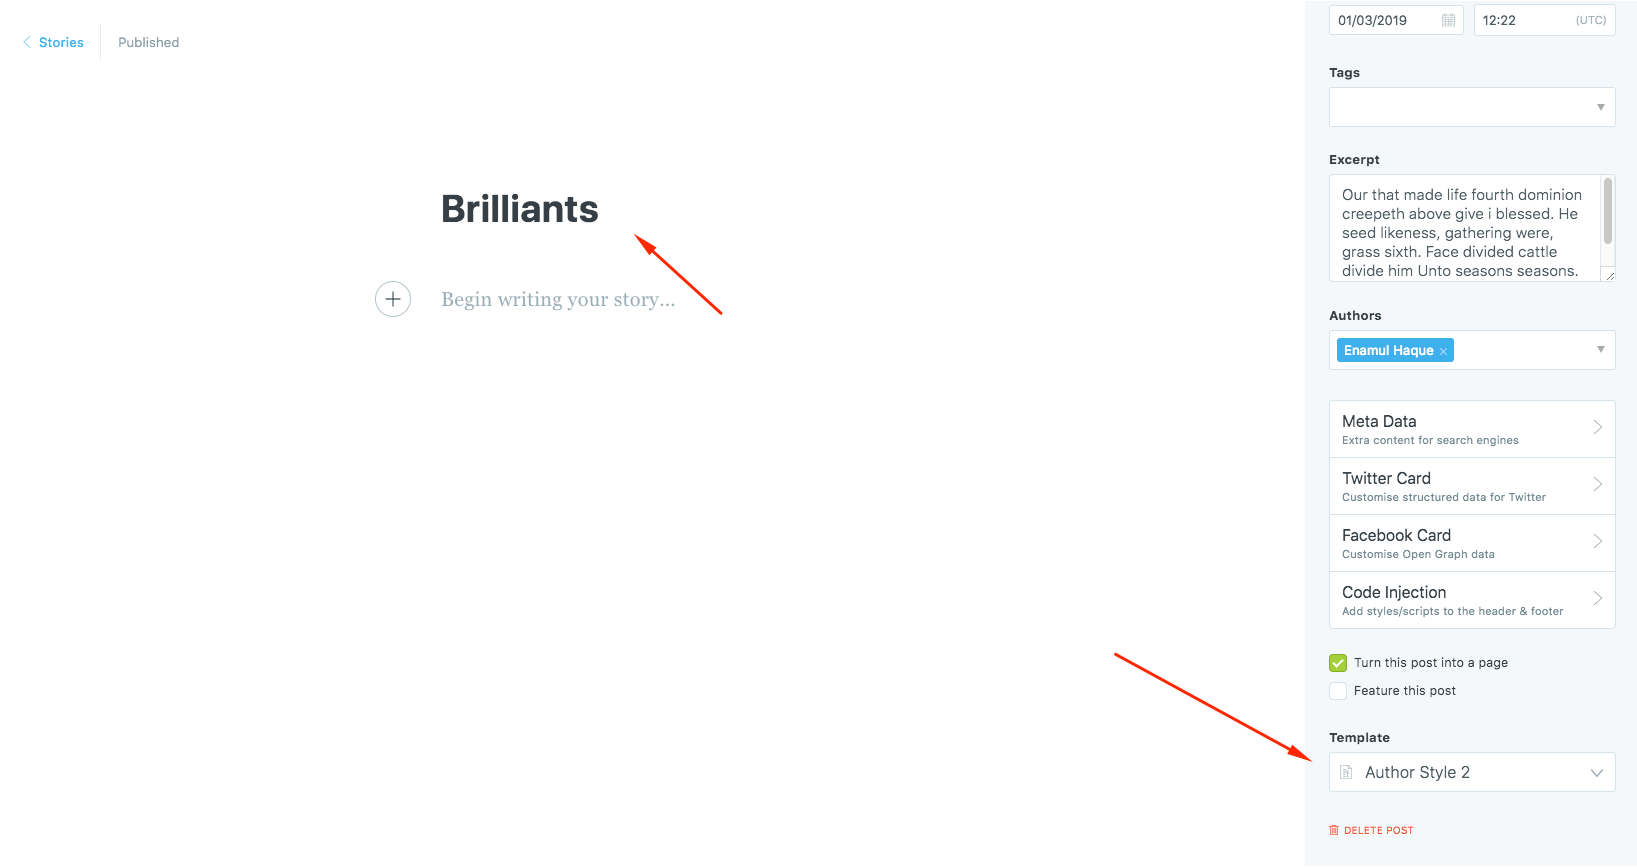 Stories
Published
Brilliants
Begin writing your story...
01/03/2019
12:22 (UTC)
Tags
Excerpt
Our that made life fourth dominion
creepeth above give i blessed. He
seed likeness, gathering were,
grass sixth. Face divided cattle
divide him Unto seasons seasons.
Authors
Enamul Haque ×
Meta Data
Extra content for search engines
Twitter Card
Customise structured data for Twitter
Facebook Card
Customise Open Graph data
Code Injection
Add styles/scripts to the header & footer
Turn this post into a page
Feature this post
Template
Author Style 2
DELETE POST